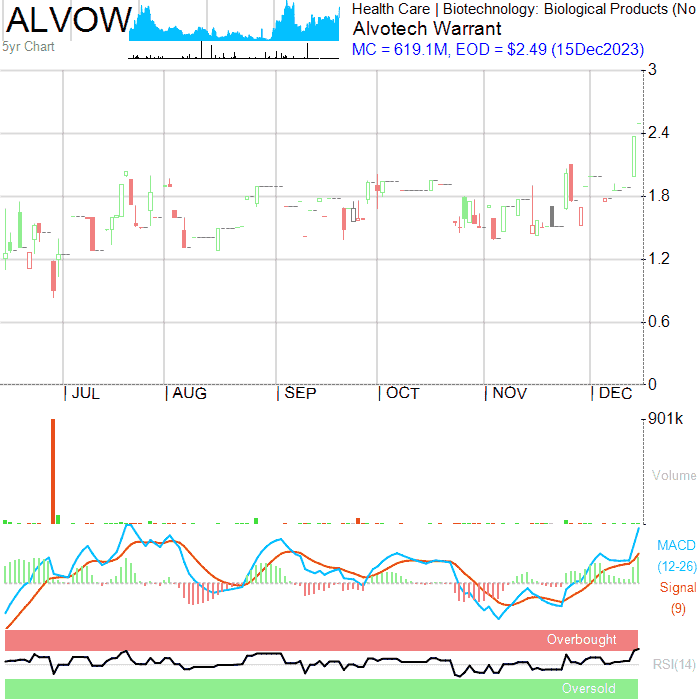 ALVOW
5yr Chart
Health Care | Biotechnology: Biological Products (No
Alvotech Warrant
MC = 619.1M, EOD = $2.49 (15Dec2023)
3
2.4
1.8
1.2
0.6
0
| JUL | AUG | SEP | OCT | NOV | DEC
901k
Volume
MACD
(12-26)
Signal
(9)
Overbought
RSI(14)
Oversold